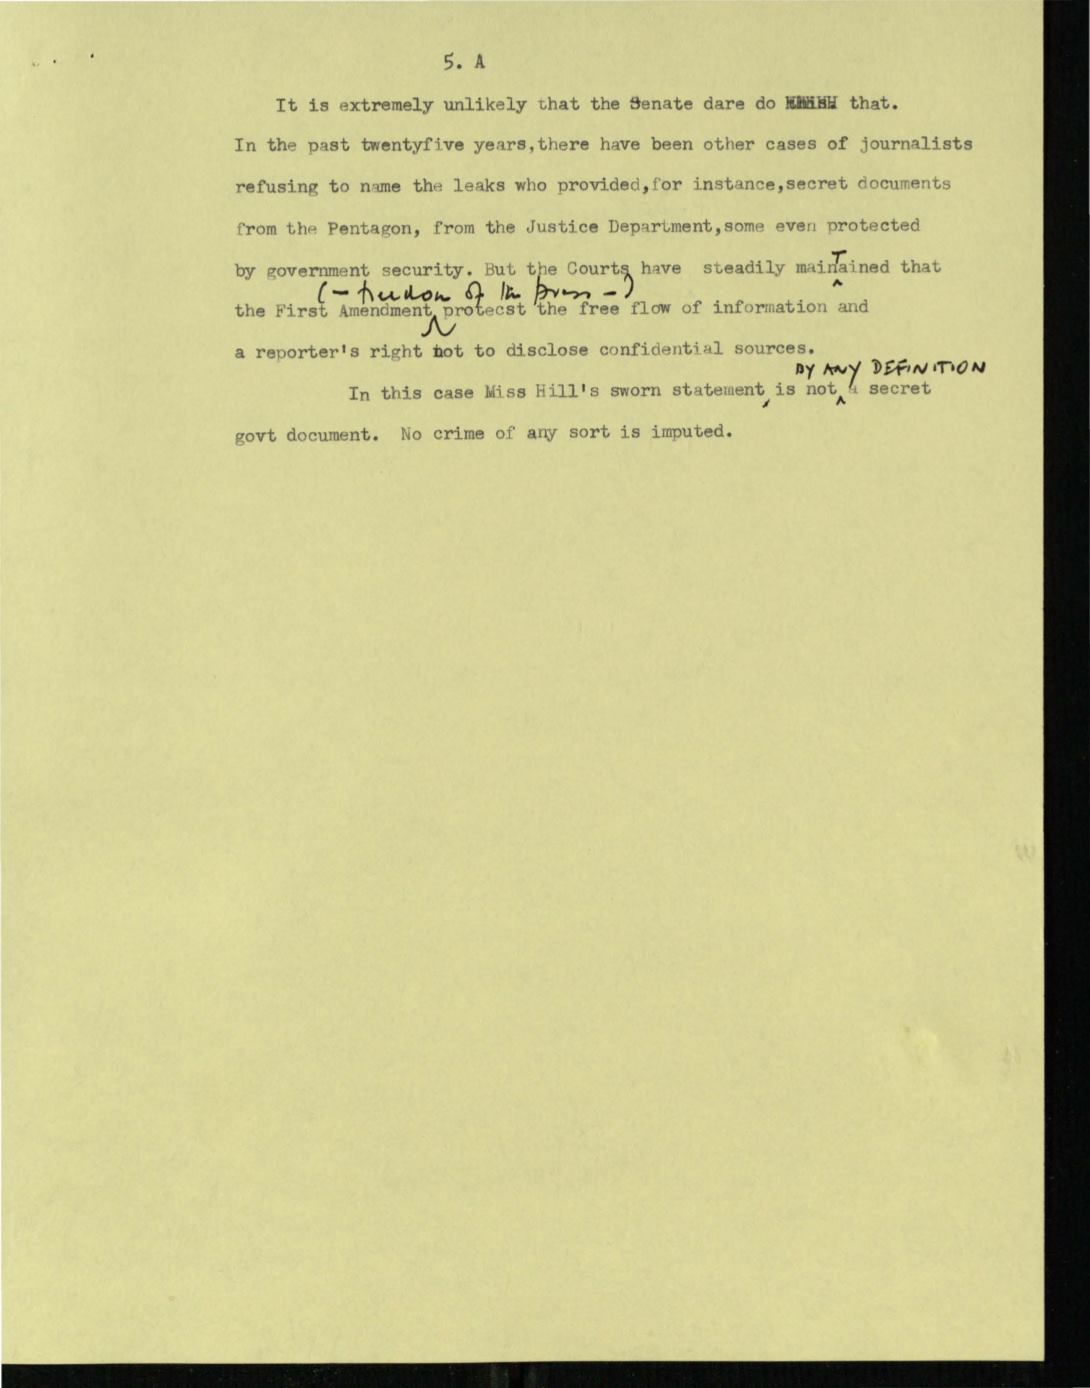 5. A
It is extremely unlikely that the Senate dare do that.
In the past twentyfive years,there have been other cases of journalists
refusing to name the leaks who provided,for instance,secret documents
from the Pentagon, from the Justice Department,some even protected
by government security. But the Courts have steadily mainTained that
(- freedom of the press -)
the First Amendment protecst the free flow of information and
a reporter's right not to disclose confidential sources.
BY ANY DEFINITION
In this case Miss Hill's sworn statement, is not a secret
govt document. No crime of any sort is imputed.